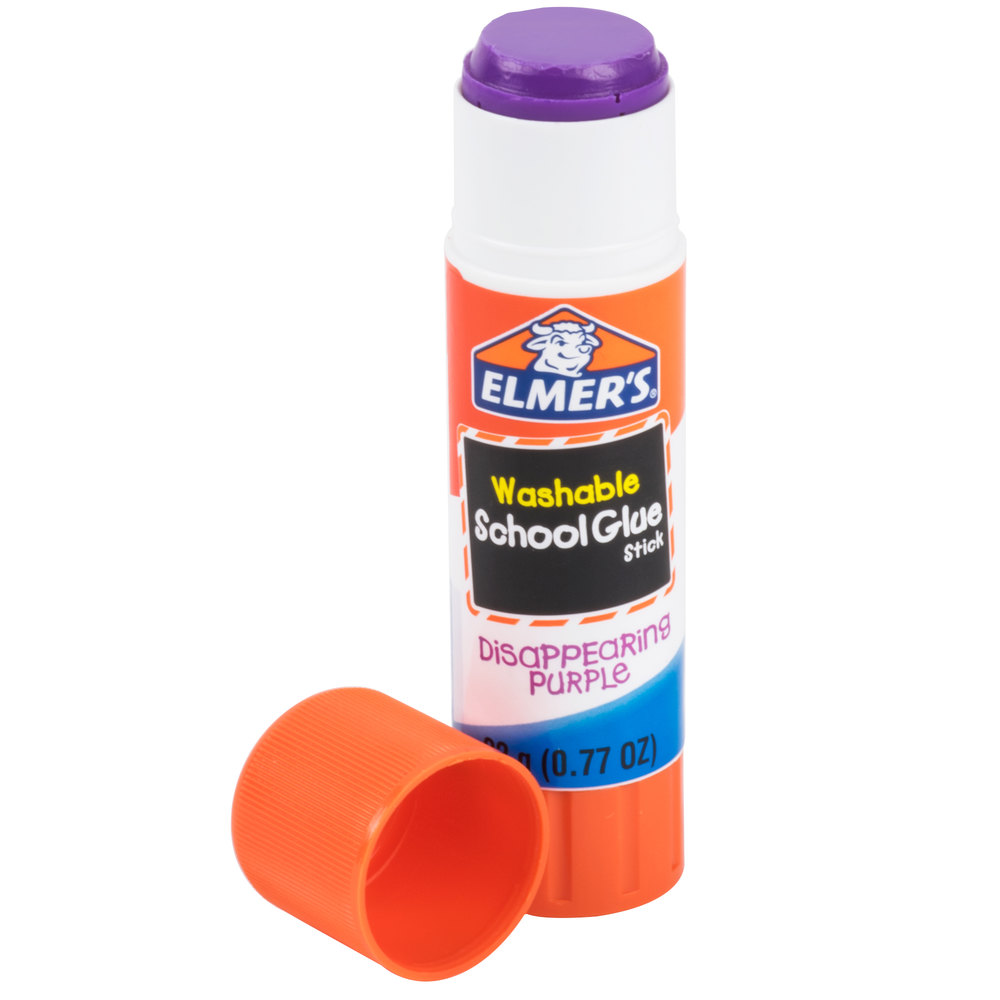 ELMER'S®
Washable
School Glue
Stick
Disappearing
Purple
g (0.77 OZ)